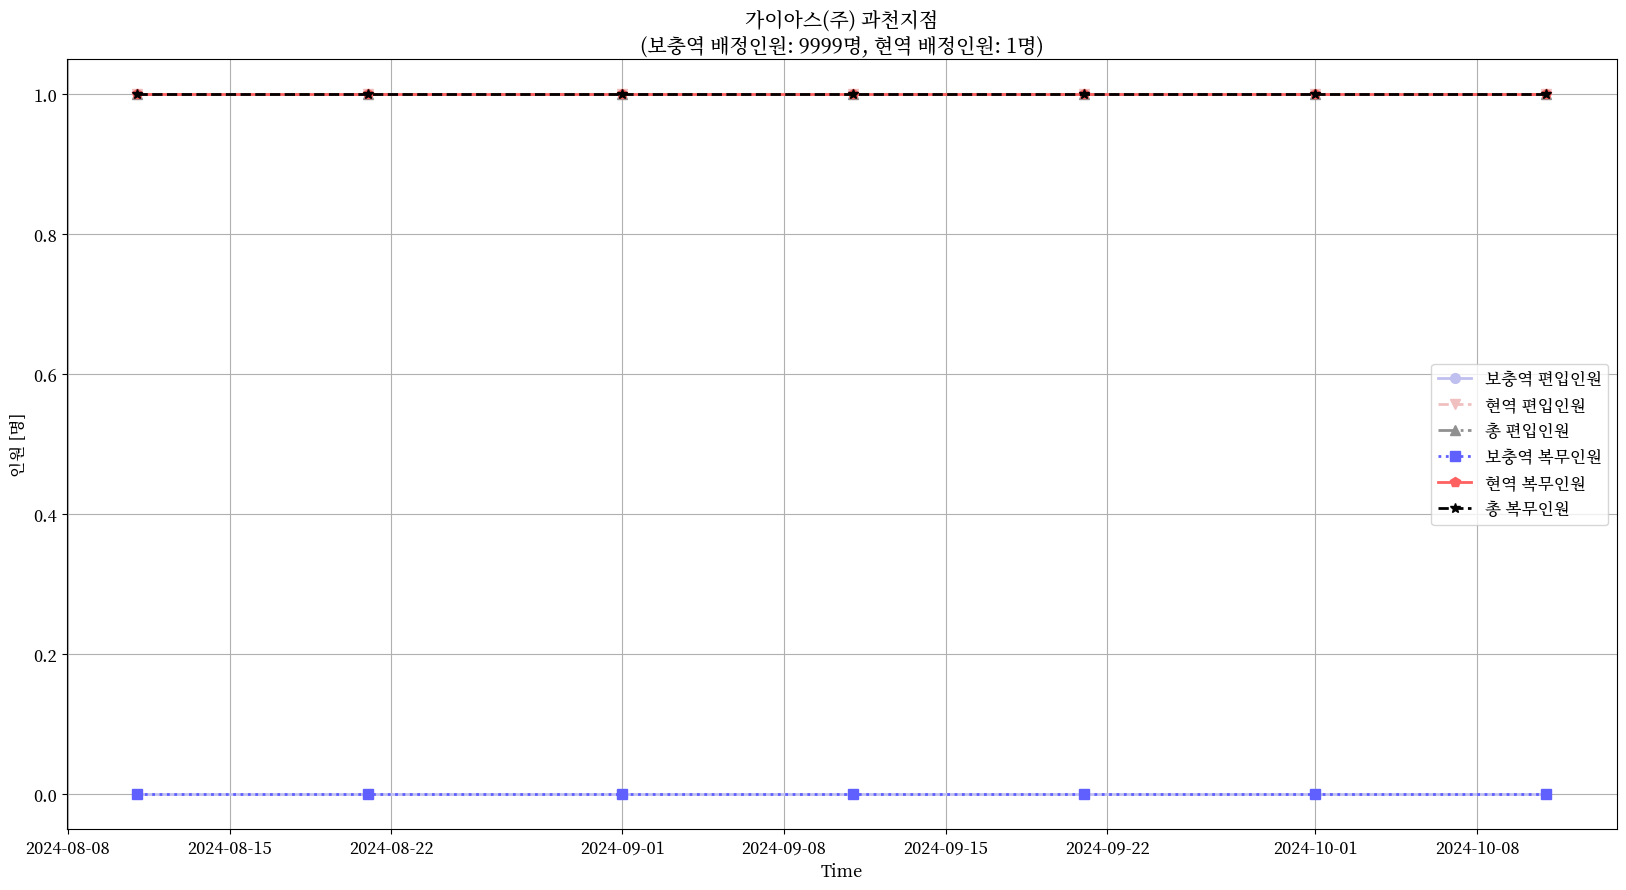 가이아스(주) 과천지점
(보충역 배정인원: 9999명, 현역 배정인원: 1명)
인원 [명]
1.0
0.8
0.6
0.4
0.2
0.0
보충역 편입인원
현역 편입인원
총 편입인원
보충역 복무인원
현역 복무인원
총 복무인원
2024-08-08 2024-08-15 2024-08-22 2024-09-01 2024-09-08 2024-09-15 2024-09-22 2024-10-01 2024-10-08
Time